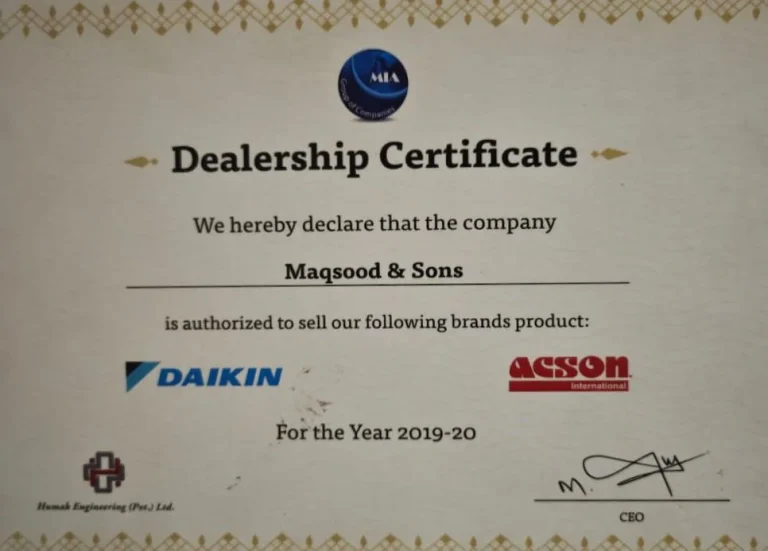 MIA
Group of Companies
Dealership Certificate
We hereby declare that the company
Maqsood & Sons
is authorized to sell our following brands product:
DAIKIN
ACSON
International
For the Year 2019-20
Humah Engineering (Pvt.) Ltd.
M.
CEO